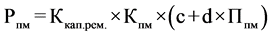 Рпм = Ккап.рем. × Кпм × (c + d × Ппм)